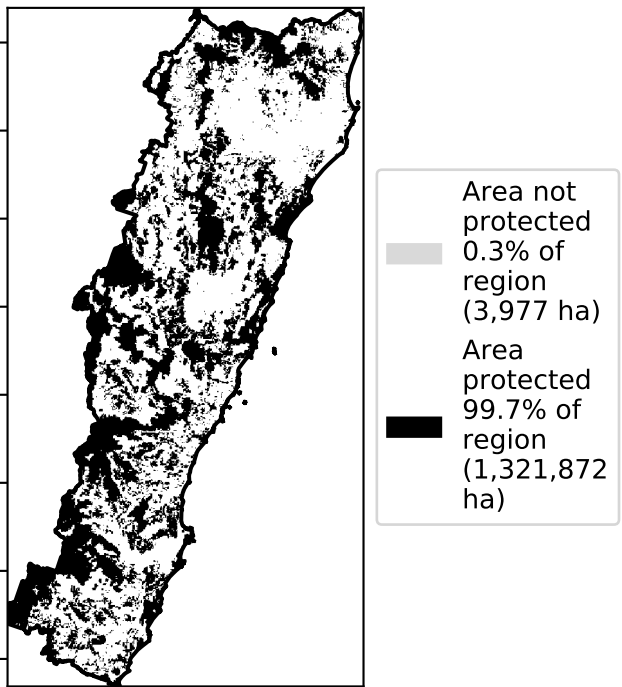 Area not
protected
0.3% of
region
(3,977 ha)
Area
protected
99.7% of
region
(1,321,872
ha)